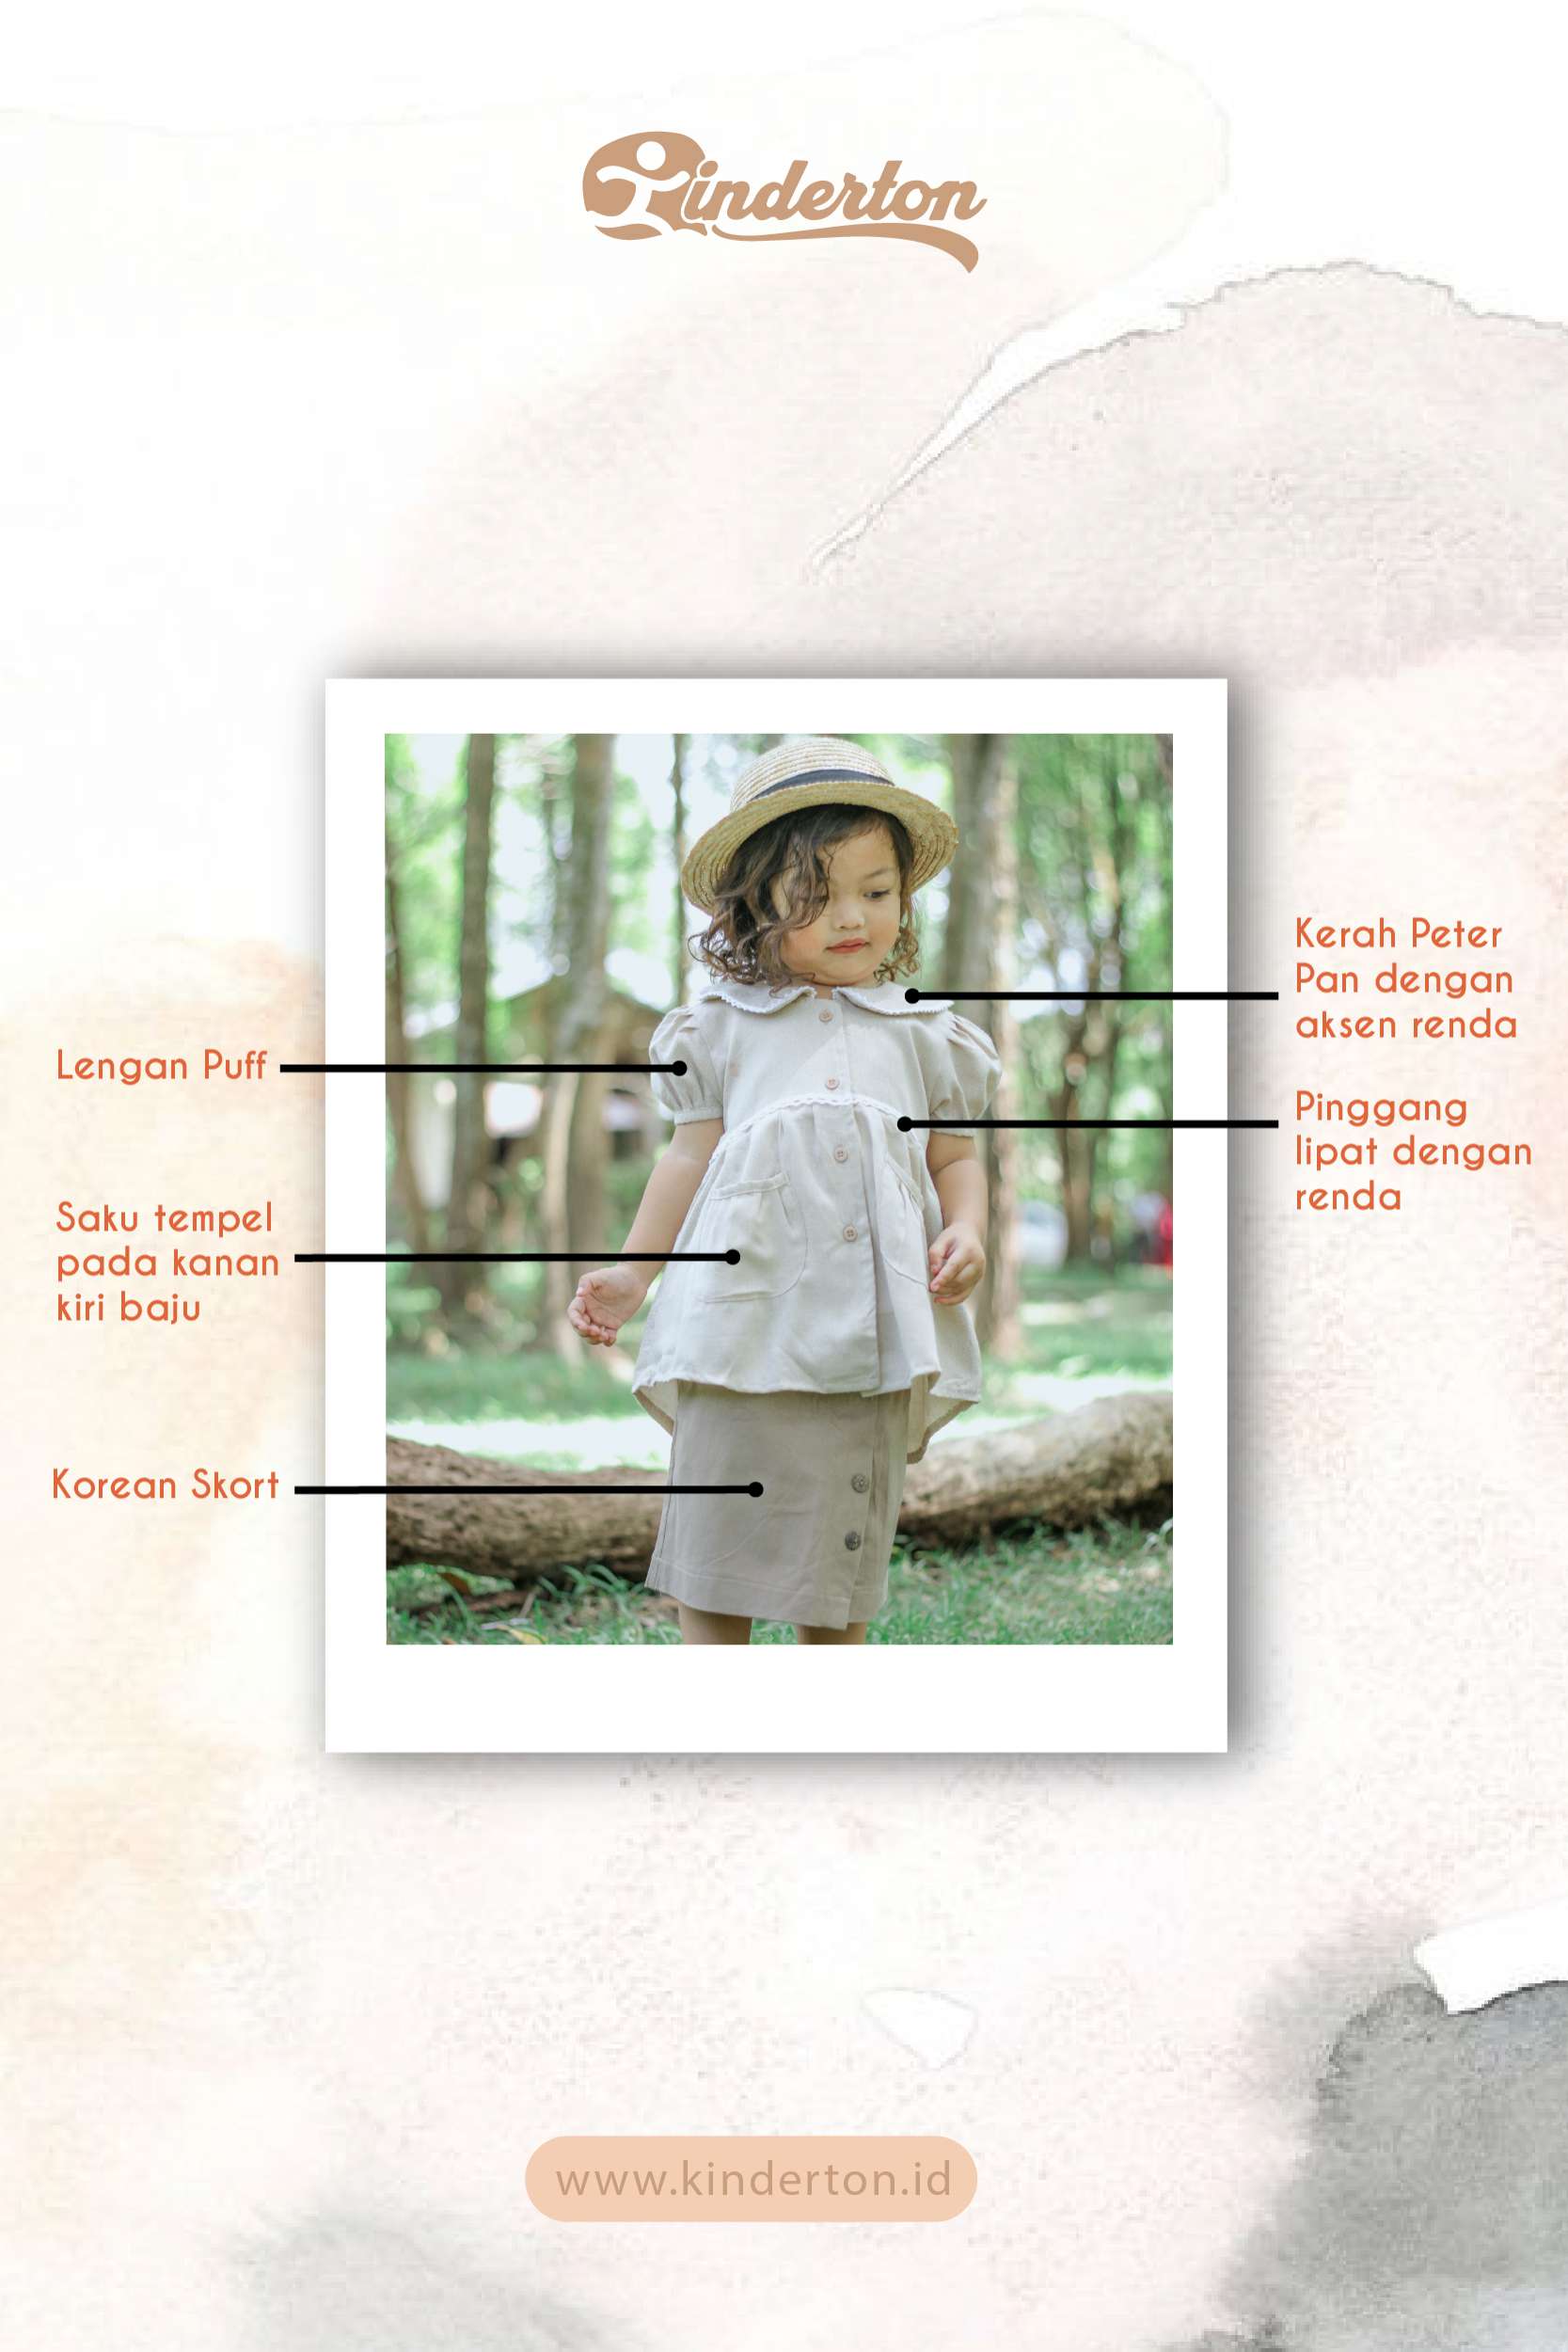 Kinderton
Kerah Peter
Pan dengan
aksen renda
Lengan Puff
Pinggang
lipat dengan
renda
Saku tempel
pada kanan
kiri baju
Korean Skort
www.kinderton.id